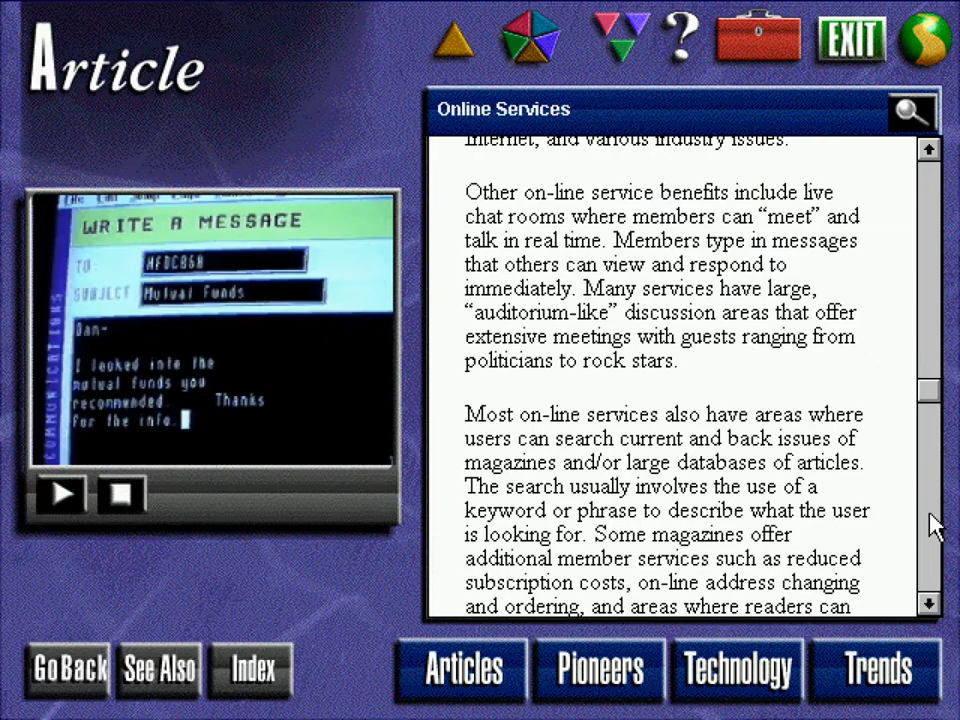 Article
EXIT
Online Services
Internet, and various industry issues.
Other on-line service benefits include live
chat rooms where members can “meet” and
talk in real time. Members type in messages
that others can view and respond to
immediately. Many services have large,
“auditorium-like” discussion areas that offer
extensive meetings with guests ranging from
politicians to rock stars.
Most on-line services also have areas where
users can search current and back issues of
magazines and/or large databases of articles.
The search usually involves the use of a
keyword or phrase to describe what the user
is looking for. Some magazines offer
additional member services such as reduced
subscription costs, on-line address changing
and ordering, and areas where readers can
WRITE A MESSAGE
TO:
SUBJECT Mutual Funds
Dan-
I looked into the
mutual funds you
recommended. Thanks
for the info.
COMMUNICATIONS
Go Back
See Also
Index
Articles
Pioneers
Technology
Trends